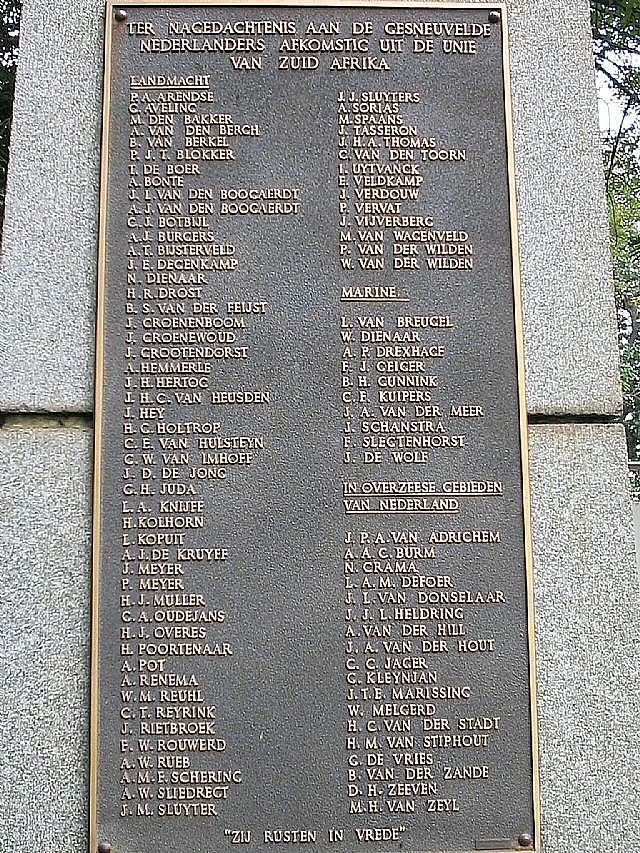 TER NAGEDACHTENIS AAN DE GESNEUVELDE
NEDERLANDERS AFKOMSTIG UIT DE UNIE
VAN ZUID AFRIKA
LANDMACHT
P. A. ARENDSE
G. AVELING
M. DEN BAKKER
A. VAN DEN BERGH
B. VAN BERKEL
P. J. T. BLOKKER
T. DE BOER
A. BONTE
J. I. VAN DEN BOOGAERDT
A. J. VAN DEN BOOGAERDT
C. J. BOTBIJL
A. J. BURGERS
A. T. BIJSTERVELD
J. E. DEGENKAMP
N. DIENAAR
H. R. DROST
B. S. VAN DER FEIJST
J. GROENENBOOM
J. GROENEWOUD
J. GROOTENDORST
A. HEMMERLE
J. H. HERTOG
J. H. C. VAN HEUSDEN
J. HEY
H. G. HOLTROP
C. E. VAN HULSTEYN
G. W. VAN IMHOFF
J. D. DE JONG
G. H. JUDA
L. A. KNIJFF
H. KOLHORN
L. KOPUIT
A. J. DE KRUYFF
J. MEYER
P. MEYER
H. J. MULLER
C. A. OUDEJANS
H. J. OVERES
H. POORTENAAR
A. POT
A. RENEMA
W. M. REUHL
C. T. REYRINK
J. RIETBROEK
F. W. ROUWERD
A. W. RUEB
A. M. F. SCHERING
A. W. SLIEDREGT
J. M. SLUYTER
J. J. SLUYTERS
A. SORIAS
M. SPAANS
J. TASSERON
J. H. A. THOMAS
C. VAN DEN TOORN
I. UYTVANCK
E. VELDKAMP
J. VERDOUW
P. VERVAT
J. VIJVERBERG
M. VAN WAGENVELD
P. VAN DER WILDEN
W. VAN DER WILDEN
MARINE
L. VAN BREUGEL
W. DIENAAR
A. P. DREXHAGE
F. J. GEIGER
B. H. GUNNINK
C. F. KUIPERS
J. A. VAN DER MEER
J. SCHANSTRA
F. SLEGTENHORST
J. DE WOLF
IN OVERZEESE GEBIEDEN
VAN NEDERLAND
J. P. A. VAN ADRICHEM
A. A. C. BURM
N. CRAMA
L. A. M. DEFOER
J. L. VAN DONSELAAR
J. J. L. HELDRING
A. VAN DER HILL
J. A. VAN DER HOUT
C. C. JAGER
G. KLEYNJAN
J. T. E. MARISSING
W. MELGERD
H. C. VAN DER STADT
H. M. VAN STIPHOUT
G. DE VRIES
B. VAN DER ZANDE
D. H. ZEEVEN
M. H. VAN ZEYL
"ZIJ RUSTEN IN VREDE"